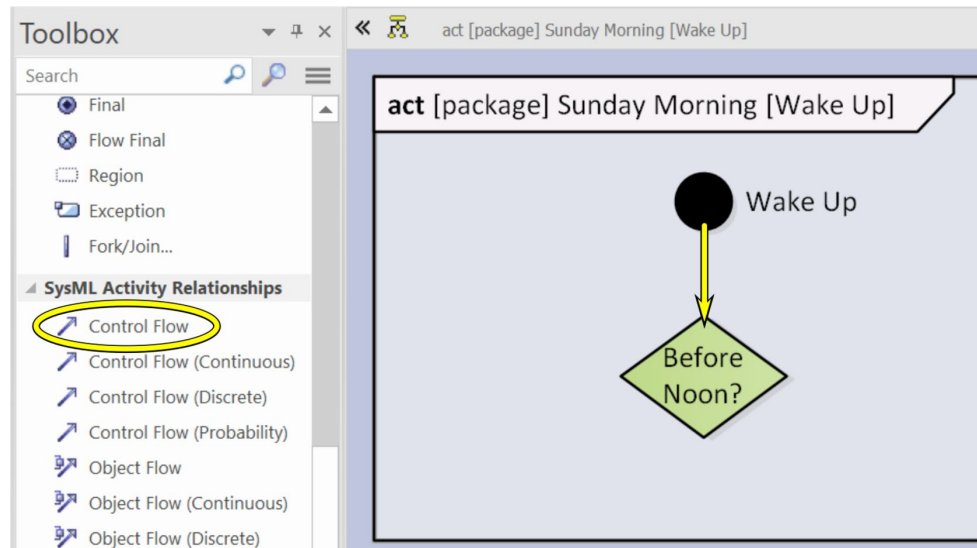 Toolbox
Search
Final
Flow Final
Region
Exception
Fork/Join...
SysML Activity Relationships
Control Flow
Control Flow (Continuous)
Control Flow (Discrete)
Control Flow (Probability)
Object Flow
Object Flow (Continuous)
Object Flow (Discrete)
act [package] Sunday Morning [Wake Up]
act [package] Sunday Morning [Wake Up]
Wake Up
Before
Noon?